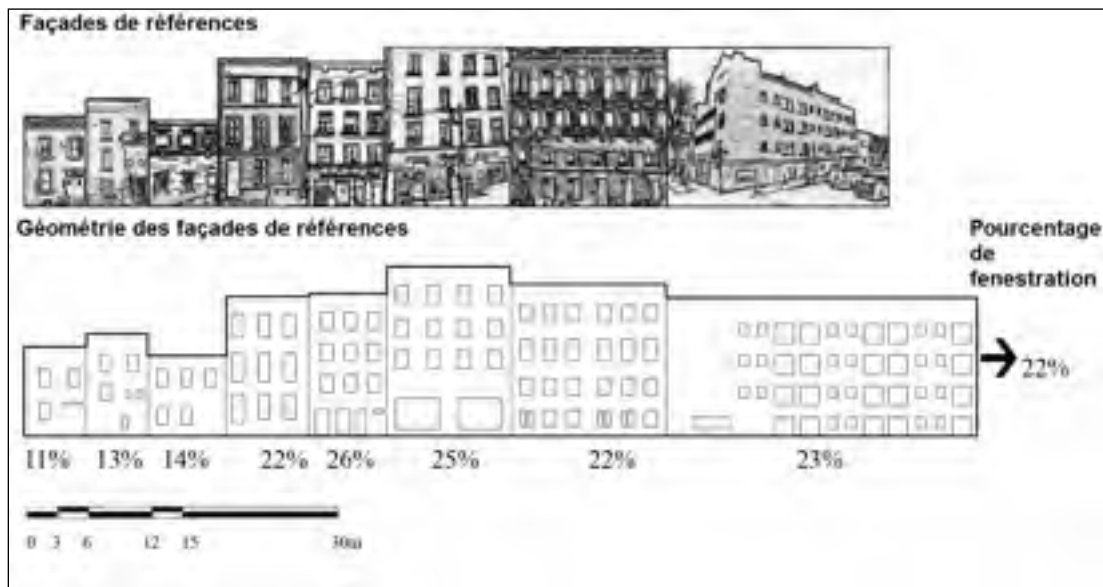 Façades de références
Géométrie des façades de références
Pourcentage
de
fenestration
22%
11% 13% 14% 22% 26% 25% 22% 23%
0 3 6 12 15 30m